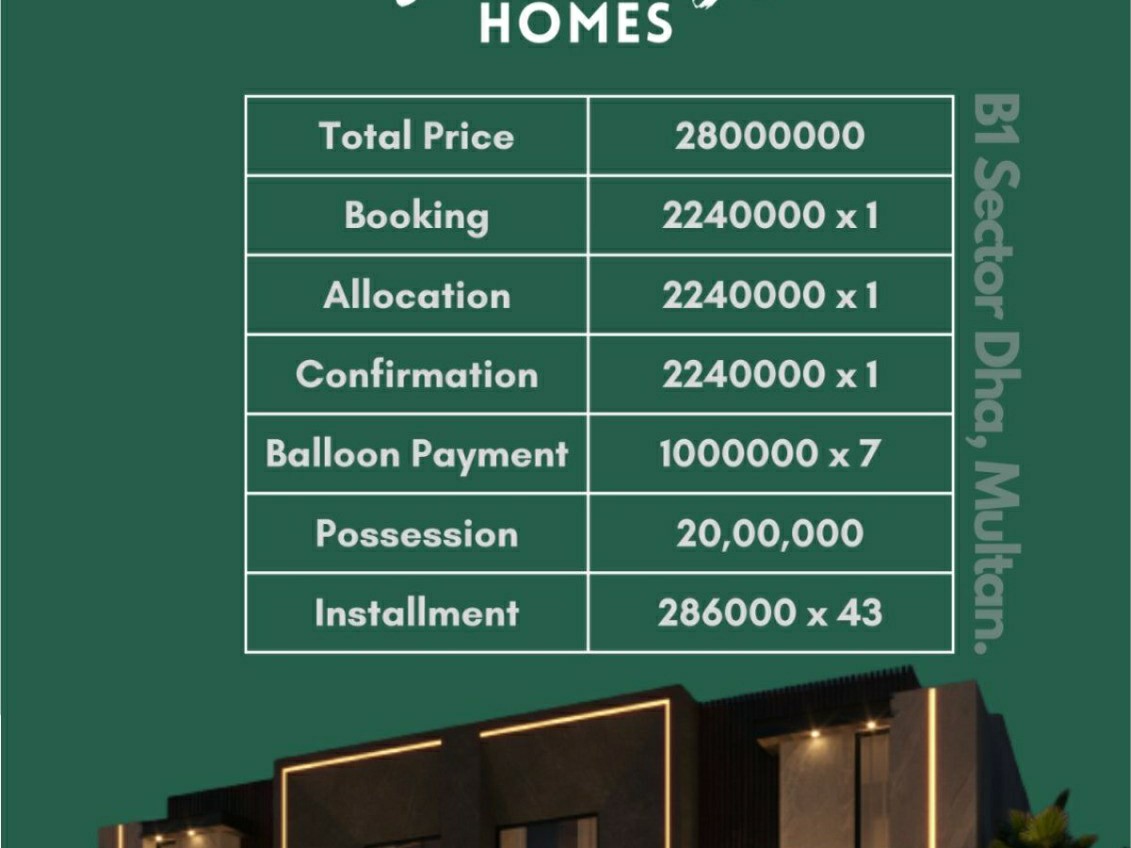 HOMES
Total Price 28000000
Booking 2240000 x 1
Allocation 2240000 x 1
Confirmation 2240000 x 1
Balloon Payment 1000000 x 7
Possession 20,00,000
Installment 286000 x 43
B1 Sector Dha, Multan.